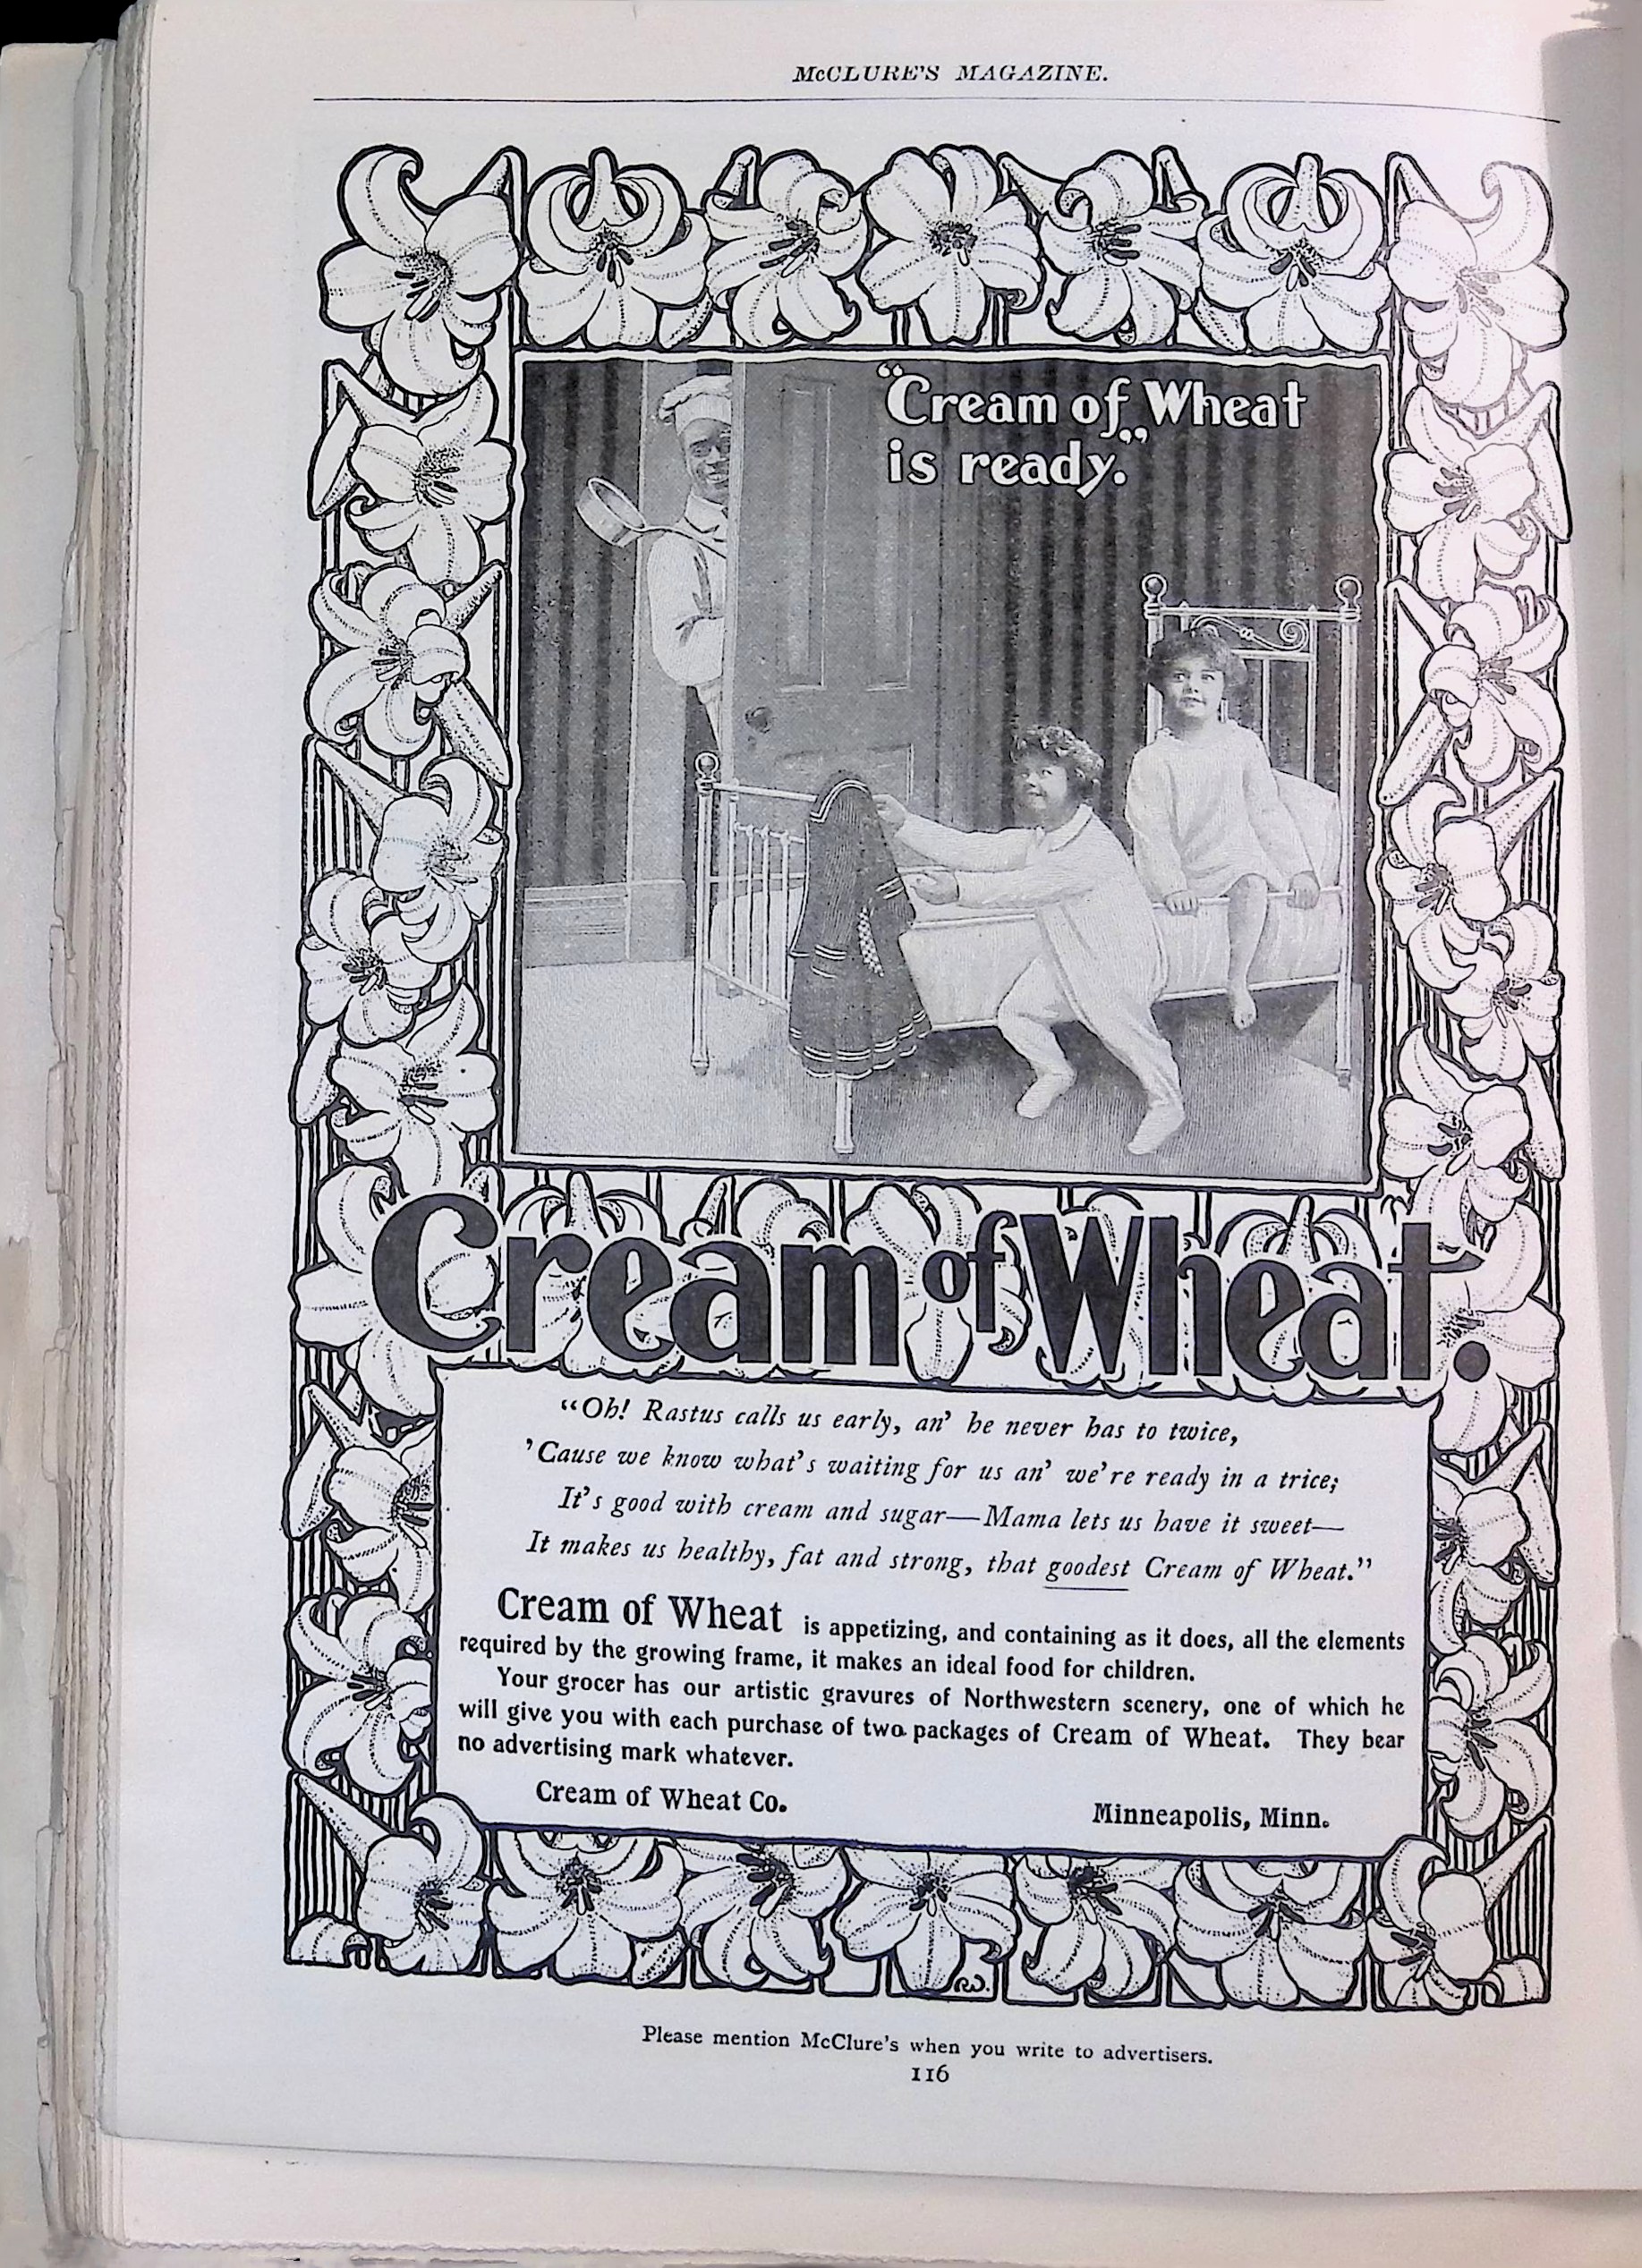 McCLURE'S MAGAZINE.
"Cream of Wheat
is ready."
Cream of Wheat.
"Oh! Rastus calls us early, an' he never has to twice,
'Cause we know what's waiting for us an' we're ready in a trice;
It's good with cream and sugar—Mama lets us have it sweet—
It makes us healthy, fat and strong, that goodest Cream of Wheat."
Cream of Wheat is appetizing, and containing as it does, all the elements
required by the growing frame, it makes an ideal food for children.
Your grocer has our artistic gravures of Northwestern scenery, one of which he
will give you with each purchase of two packages of Cream of Wheat. They bear
no advertising mark whatever.
Cream of Wheat Co. Minneapolis, Minn.
RW.
Please mention McClure's when you write to advertisers.
116